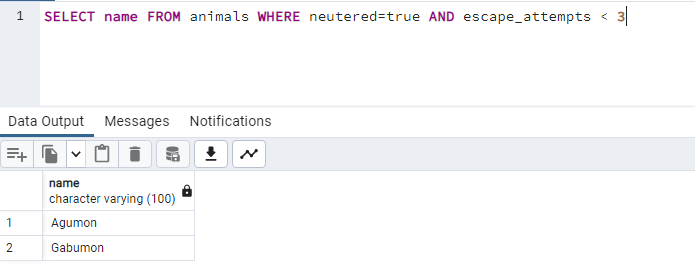 1 SELECT name FROM animals WHERE neutered=true AND escape_attempts < 3
Data Output Messages Notifications
name
character varying (100)
1 Agumon
2 Gabumon